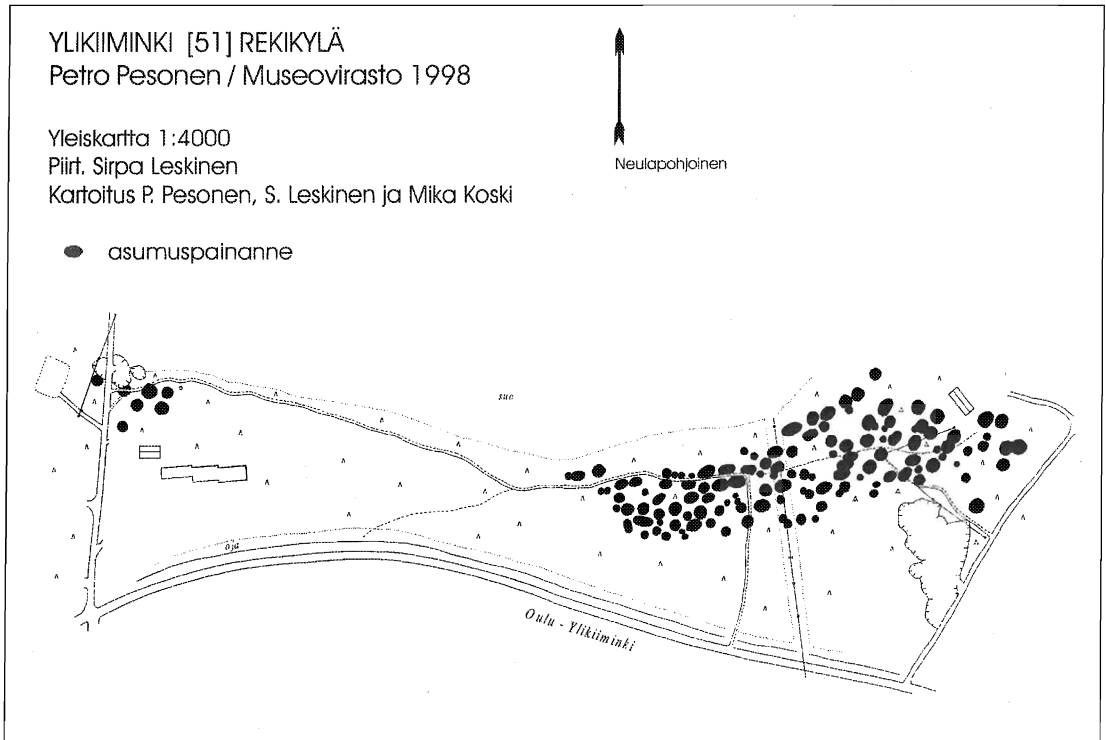 YLIKIIMINKI [51] REKIKYLÄ
Petro Pesonen / Museovirasto 1998
Yleiskartta 1:4000
Piirt. Sirpa Leskinen
Kartoitus P. Pesonen, S. Leskinen ja Mika Koski
asumuspainanne
Neulapohjoinen
suo
oja
Oulu - Ylikiiminki